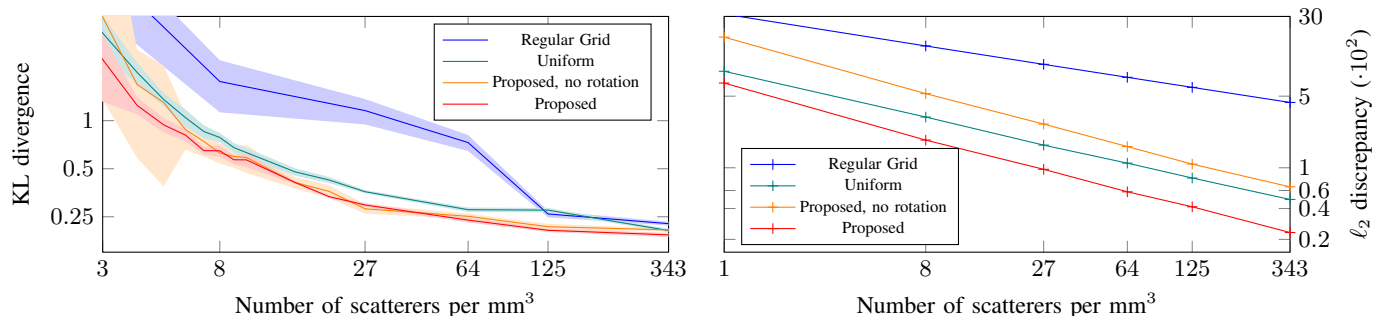 KL divergence
1
0.5
0.25
3
8
27
64
125
343
Number of scatterers per mm³
Regular Grid
Uniform
Proposed, no rotation
Proposed
30
5
1
0.6
0.4
0.2
ℓ₂ discrepancy (·10²)
1
8
27
64
125
343
Number of scatterers per mm³
Regular Grid
Uniform
Proposed, no rotation
Proposed